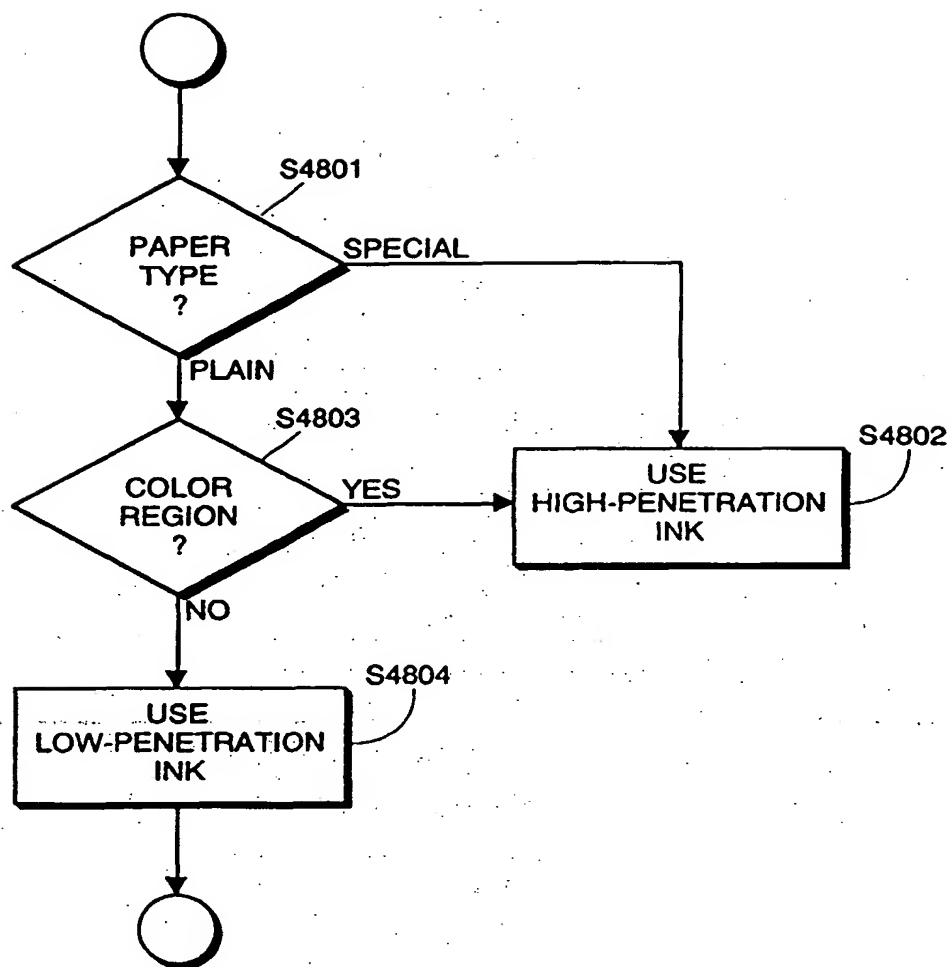 S4801
PAPER
TYPE
?
SPECIAL
PLAIN
S4803
COLOR
REGION
?
YES
NO
S4802
USE
HIGH-PENETRATION
INK
S4804
USE
LOW-PENETRATION
INK